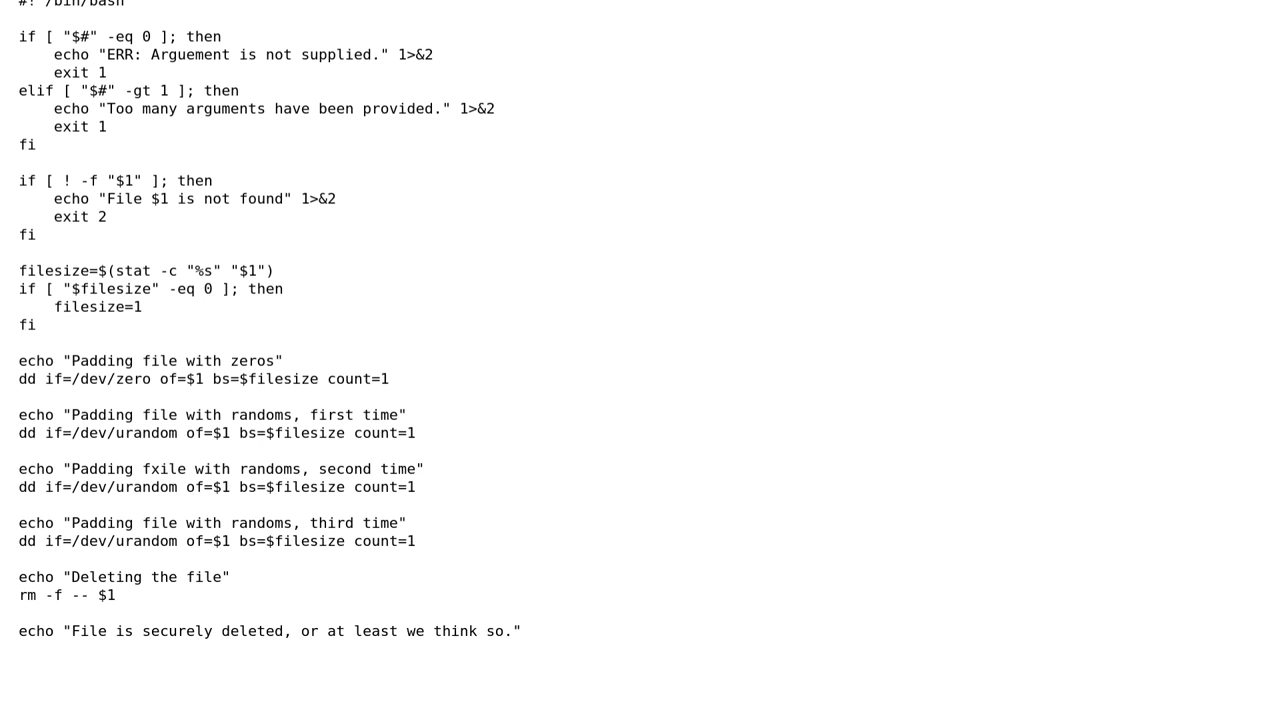 #! /bin/bash

if [ "$#" -eq 0 ]; then
    echo "ERR: Arguement is not supplied." 1>&2
    exit 1
elif [ "$#" -gt 1 ]; then
    echo "Too many arguments have been provided." 1>&2
    exit 1
fi

if [ ! -f "$1" ]; then
    echo "File $1 is not found" 1>&2
    exit 2
fi

filesize=$(stat -c "%s" "$1")
if [ "$filesize" -eq 0 ]; then
    filesize=1
fi

echo "Padding file with zeros"
dd if=/dev/zero of=$1 bs=$filesize count=1

echo "Padding file with randoms, first time"
dd if=/dev/urandom of=$1 bs=$filesize count=1

echo "Padding fxile with randoms, second time"
dd if=/dev/urandom of=$1 bs=$filesize count=1

echo "Padding file with randoms, third time"
dd if=/dev/urandom of=$1 bs=$filesize count=1

echo "Deleting the file"
rm -f -- $1

echo "File is securely deleted, or at least we think so."